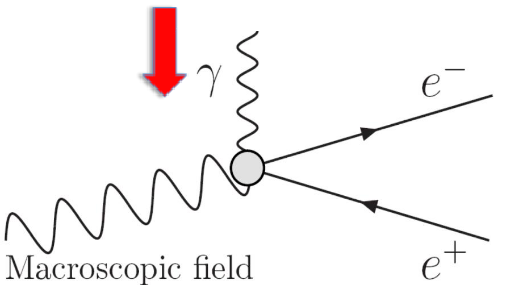 γ
e⁻
Macroscopic field
e⁺